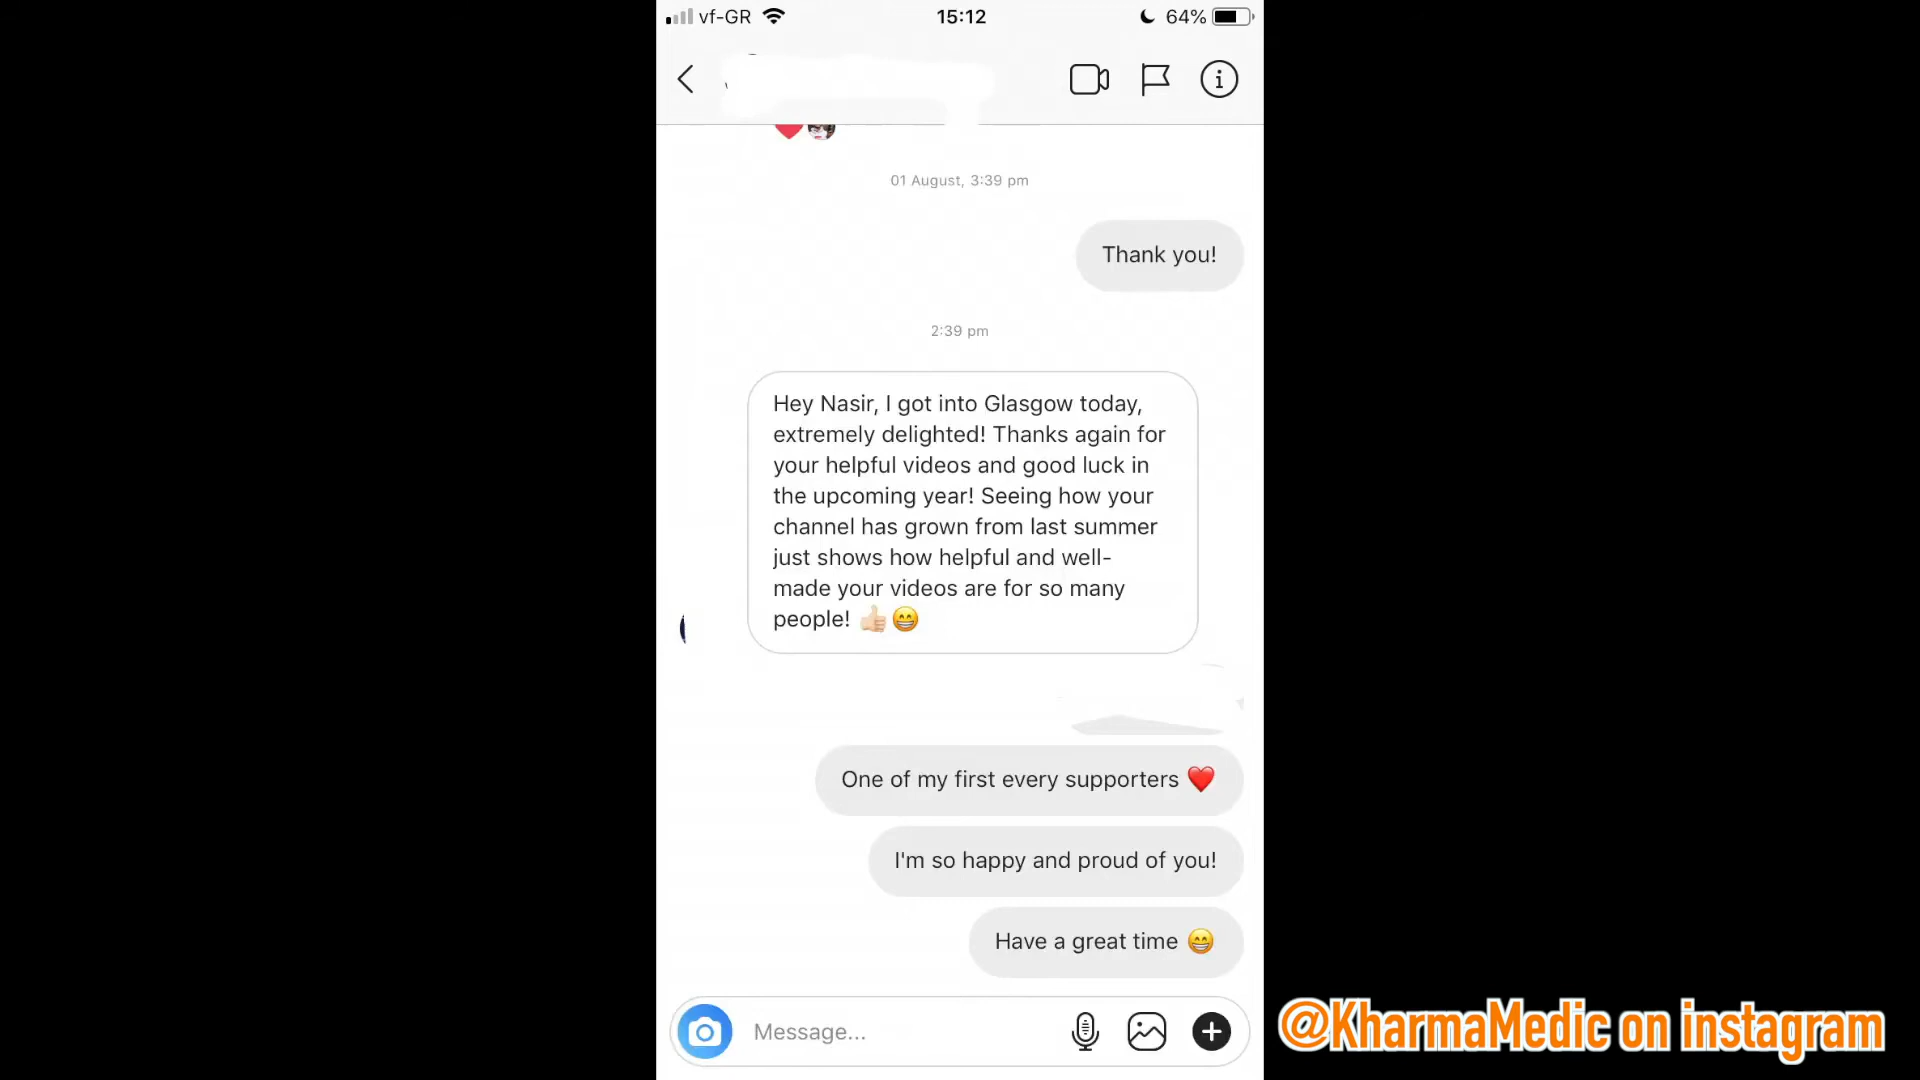 vf-GR
15:12
64%
01 August, 3:39 pm
Thank you!
2:39 pm
Hey Nasir, I got into Glasgow today,
extremely delighted! Thanks again for
your helpful videos and good luck in
the upcoming year! Seeing how your
channel has grown from last summer
just shows how helpful and well-
made your videos are for so many
people! 👍🏻😁
One of my first every supporters ❤️
I'm so happy and proud of you!
Have a great time 😁
Message...
@KharmaMedic on instagram